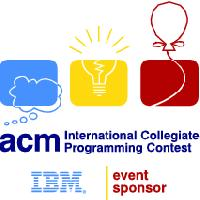 acm International Collegiate
Programming Contest
IBM® event
sponsor